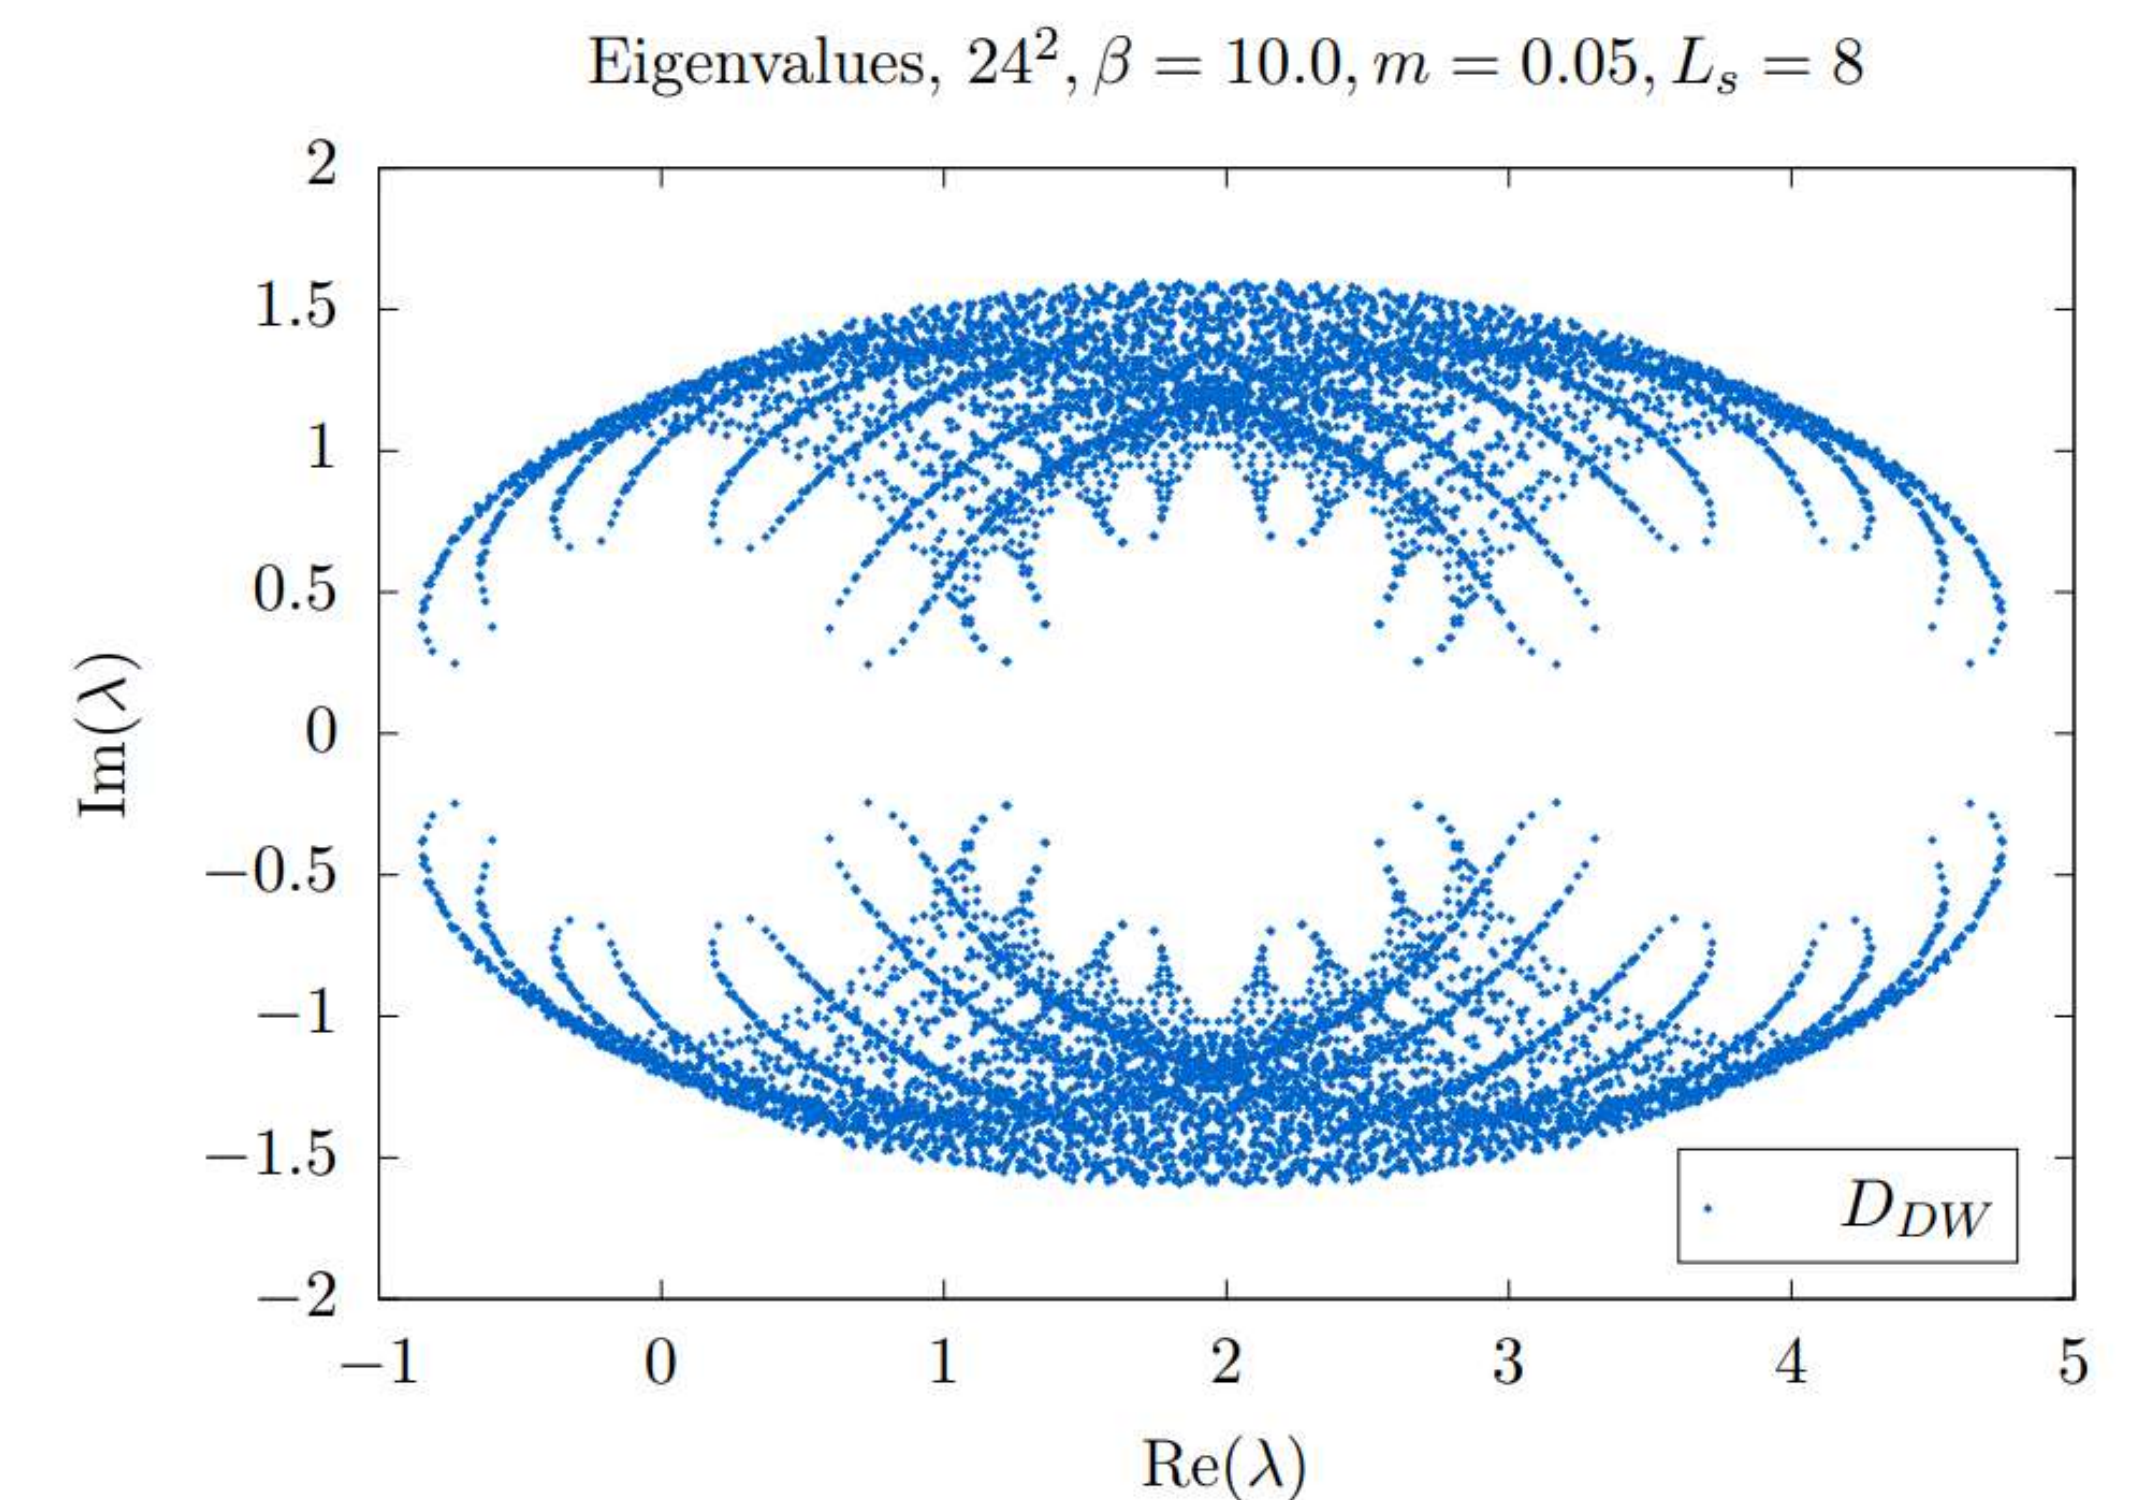 Eigenvalues, 24², β = 10.0, m = 0.05, Lₛ = 8
2
1.5
1
0.5
0
−0.5
−1
−1.5
−2
Im(λ)
D_DW
−1 0 1 2 3 4 5
Re(λ)